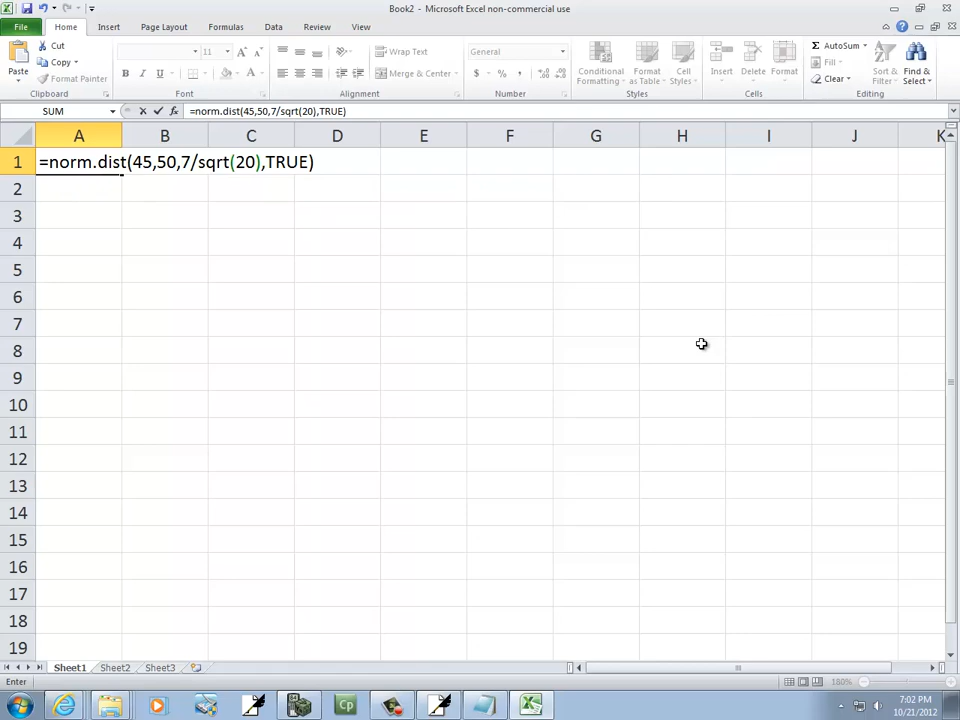 Book2 - Microsoft Excel non-commercial use
File Home Insert Page Layout Formulas Data Review View
Paste Cut Copy Format Painter Clipboard
11 B I U A A A Font
Wrap Text Merge & Center Alignment
General $ % , Number
Conditional Formatting Format as Table Cell Styles Styles
Insert Delete Format Cells
Σ AutoSum Fill Clear Sort & Filter Find & Select Editing
SUM fx =norm.dist(45,50,7/sqrt(20),TRUE)
A B C D E F G H I J K
1 =norm.dist(45,50,7/sqrt(20),TRUE)
2
3
4
5
6
7
8
9
10
11
12
13
14
15
16
17
18
19
Sheet1 Sheet2 Sheet3
Enter 180%
Cp 7:02 PM
10/21/2012